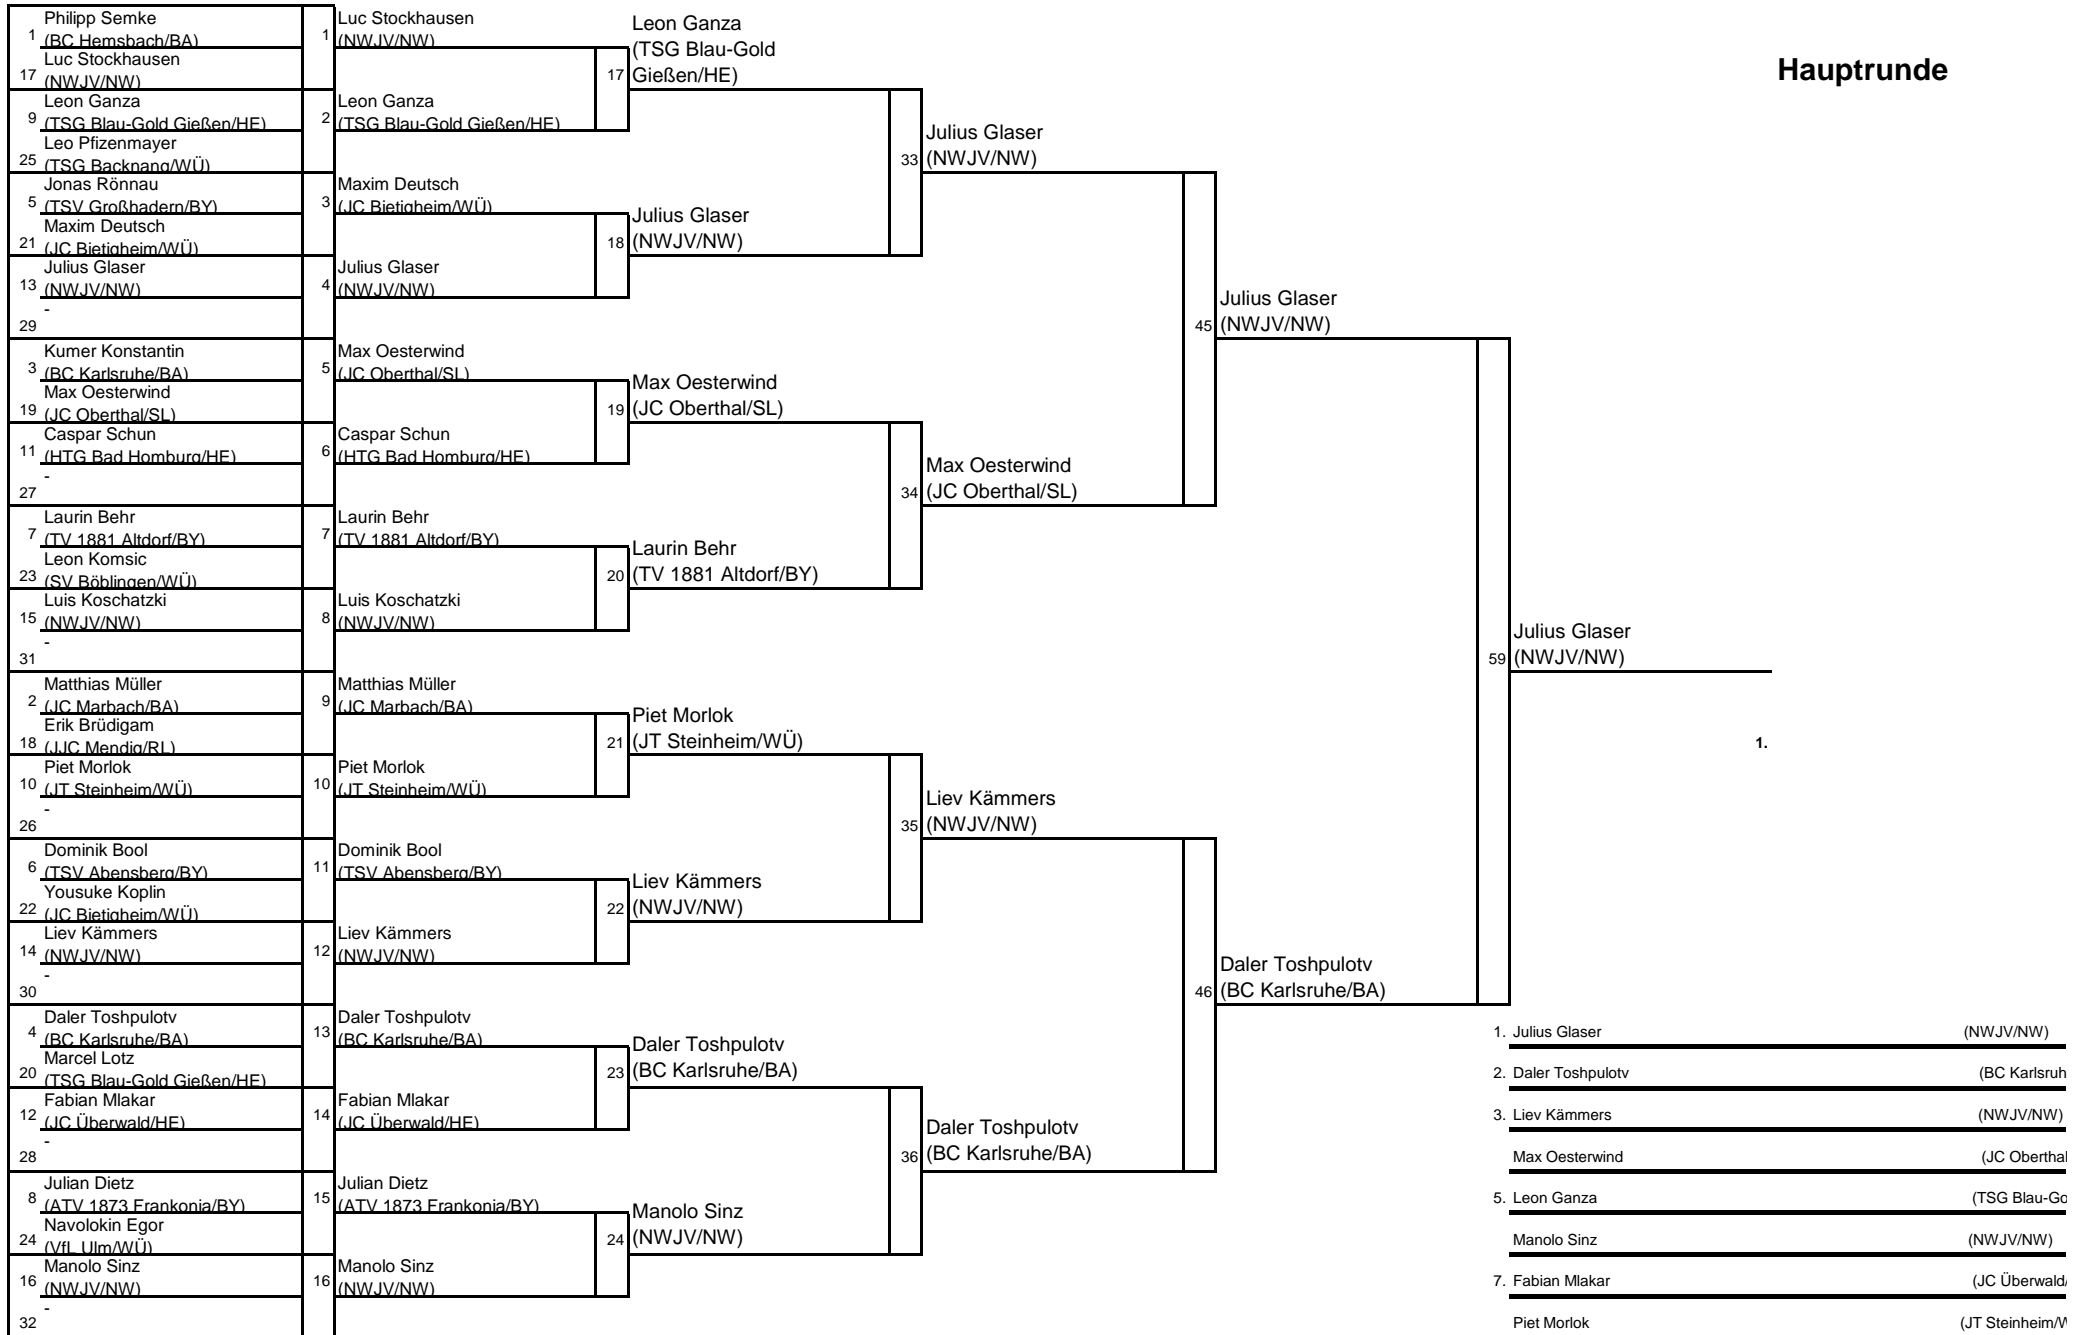 Hauptrunde
1 Philipp Semke
(BC Hemsbach/BA)
17 Luc Stockhausen
(NWJV/NW)
9 Leon Ganza
(TSG Blau-Gold Gießen/HE)
25 Leo Pfizenmayer
(TSG Backnang/WÜ)
5 Jonas Rönnau
(TSV Großhadern/BY)
21 Maxim Deutsch
(JC Bietigheim/WÜ)
13 Julius Glaser
(NWJV/NW)
29 -
3 Kumer Konstantin
(BC Karlsruhe/BA)
19 Max Oesterwind
(JC Oberthal/SL)
11 Caspar Schun
(HTG Bad Homburg/HE)
27 -
7 Laurin Behr
(TV 1881 Altdorf/BY)
23 Leon Komsic
(SV Böblingen/WÜ)
15 Luis Koschatzki
(NWJV/NW)
31 -
2 Matthias Müller
(JC Marbach/BA)
18 Erik Brüdigam
(JJC Mendig/RL)
10 Piet Morlok
(JT Steinheim/WÜ)
26 -
6 Dominik Bool
(TSV Abensberg/BY)
22 Yousuke Koplin
(JC Bietigheim/WÜ)
14 Liev Kämmers
(NWJV/NW)
30 -
4 Daler Toshpulotv
(BC Karlsruhe/BA)
20 Marcel Lotz
(TSG Blau-Gold Gießen/HE)
12 Fabian Mlakar
(JC Überwald/HE)
28 -
8 Julian Dietz
(ATV 1873 Frankonia/BY)
24 Navolokin Egor
(VfL Ulm/WÜ)
16 Manolo Sinz
(NWJV/NW)
32 -
1 Luc Stockhausen
(NWJV/NW)
2 Leon Ganza
(TSG Blau-Gold Gießen/HE)
3 Maxim Deutsch
(JC Bietigheim/WÜ)
4 Julius Glaser
(NWJV/NW)
5 Max Oesterwind
(JC Oberthal/SL)
6 Caspar Schun
(HTG Bad Homburg/HE)
7 Laurin Behr
(TV 1881 Altdorf/BY)
8 Luis Koschatzki
(NWJV/NW)
9 Matthias Müller
(JC Marbach/BA)
10 Piet Morlok
(JT Steinheim/WÜ)
11 Dominik Bool
(TSV Abensberg/BY)
12 Liev Kämmers
(NWJV/NW)
13 Daler Toshpulotv
(BC Karlsruhe/BA)
14 Fabian Mlakar
(JC Überwald/HE)
15 Julian Dietz
(ATV 1873 Frankonia/BY)
16 Manolo Sinz
(NWJV/NW)
17 Leon Ganza
(TSG Blau-Gold
Gießen/HE)
18 Julius Glaser
(NWJV/NW)
19 Max Oesterwind
(JC Oberthal/SL)
20 Laurin Behr
(TV 1881 Altdorf/BY)
21 Piet Morlok
(JT Steinheim/WÜ)
22 Liev Kämmers
(NWJV/NW)
23 Daler Toshpulotv
(BC Karlsruhe/BA)
24 Manolo Sinz
(NWJV/NW)
33 Julius Glaser
(NWJV/NW)
34 Max Oesterwind
(JC Oberthal/SL)
35 Liev Kämmers
(NWJV/NW)
36 Daler Toshpulotv
(BC Karlsruhe/BA)
45 Julius Glaser
(NWJV/NW)
46 Daler Toshpulotv
(BC Karlsruhe/BA)
59 Julius Glaser
(NWJV/NW)
1.
1. Julius Glaser (NWJV/NW)
2. Daler Toshpulotv (BC Karlsruh
3. Liev Kämmers (NWJV/NW)
Max Oesterwind (JC Oberthal
5. Leon Ganza (TSG Blau-Go
Manolo Sinz (NWJV/NW)
7. Fabian Mlakar (JC Überwald/
Piet Morlok (JT Steinheim/W